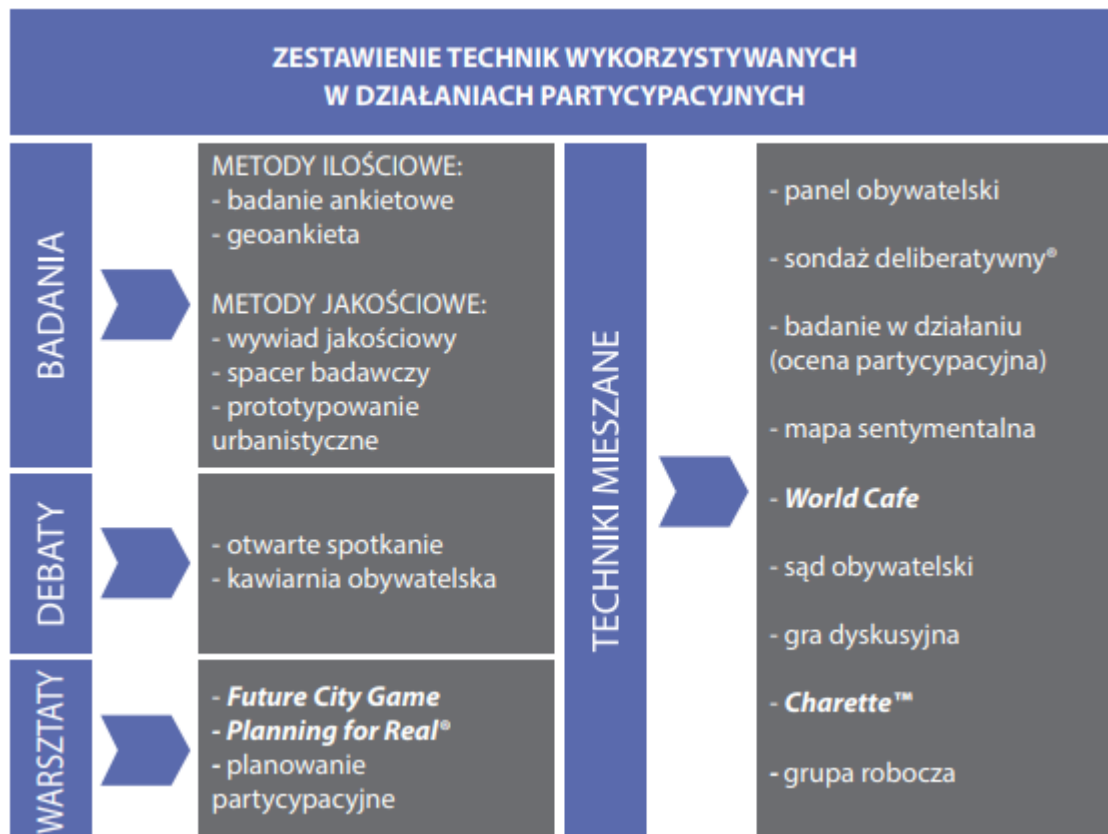 ZESTAWIENIE TECHNIK WYKORZYSTYWANYCH
W DZIAŁANIACH PARTYCYPACYJNYCH
BADANIA
METODY ILOŚCIOWE:
- badanie ankietowe
- geoankieta
METODY JAKOŚCIOWE:
- wywiad jakościowy
- spacer badawczy
- prototypowanie
urbanistyczne
DEBATY
- otwarte spotkanie
- kawiarnia obywatelska
WARSZTATY
- Future City Game
- Planning for Real®
- planowanie
partycypacyjne
TECHNIKI MIESZANE
- panel obywatelski
- sondaż deliberatywny®
- badanie w działaniu
(ocena partycypacyjna)
- mapa sentymentalna
- World Cafe
- sąd obywatelski
- gra dyskusyjna
- Charette™
- grupa robocza